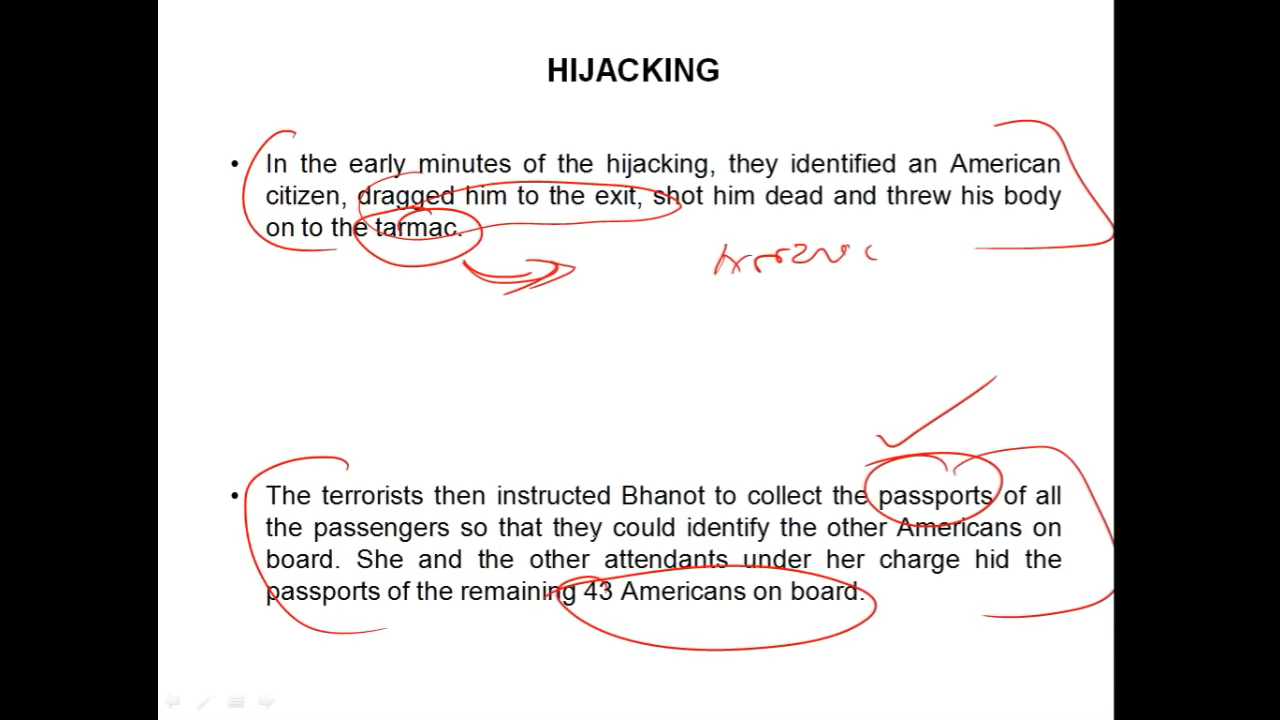 HIJACKING
• In the early minutes of the hijacking, they identified an American
citizen, dragged him to the exit, shot him dead and threw his body
on to the tarmac.
• The terrorists then instructed Bhanot to collect the passports of all
the passengers so that they could identify the other Americans on
board. She and the other attendants under her charge hid the
passports of the remaining 43 Americans on board.